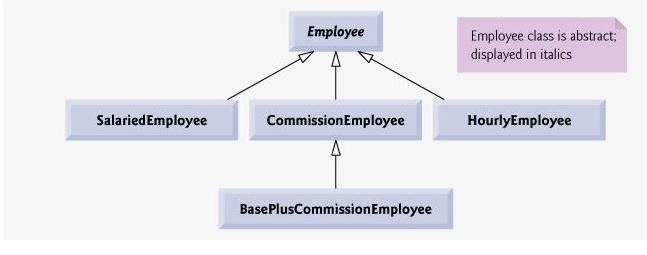 Employee
Employee class is abstract;
displayed in italics
SalariedEmployee
CommissionEmployee
HourlyEmployee
BasePlusCommissionEmployee